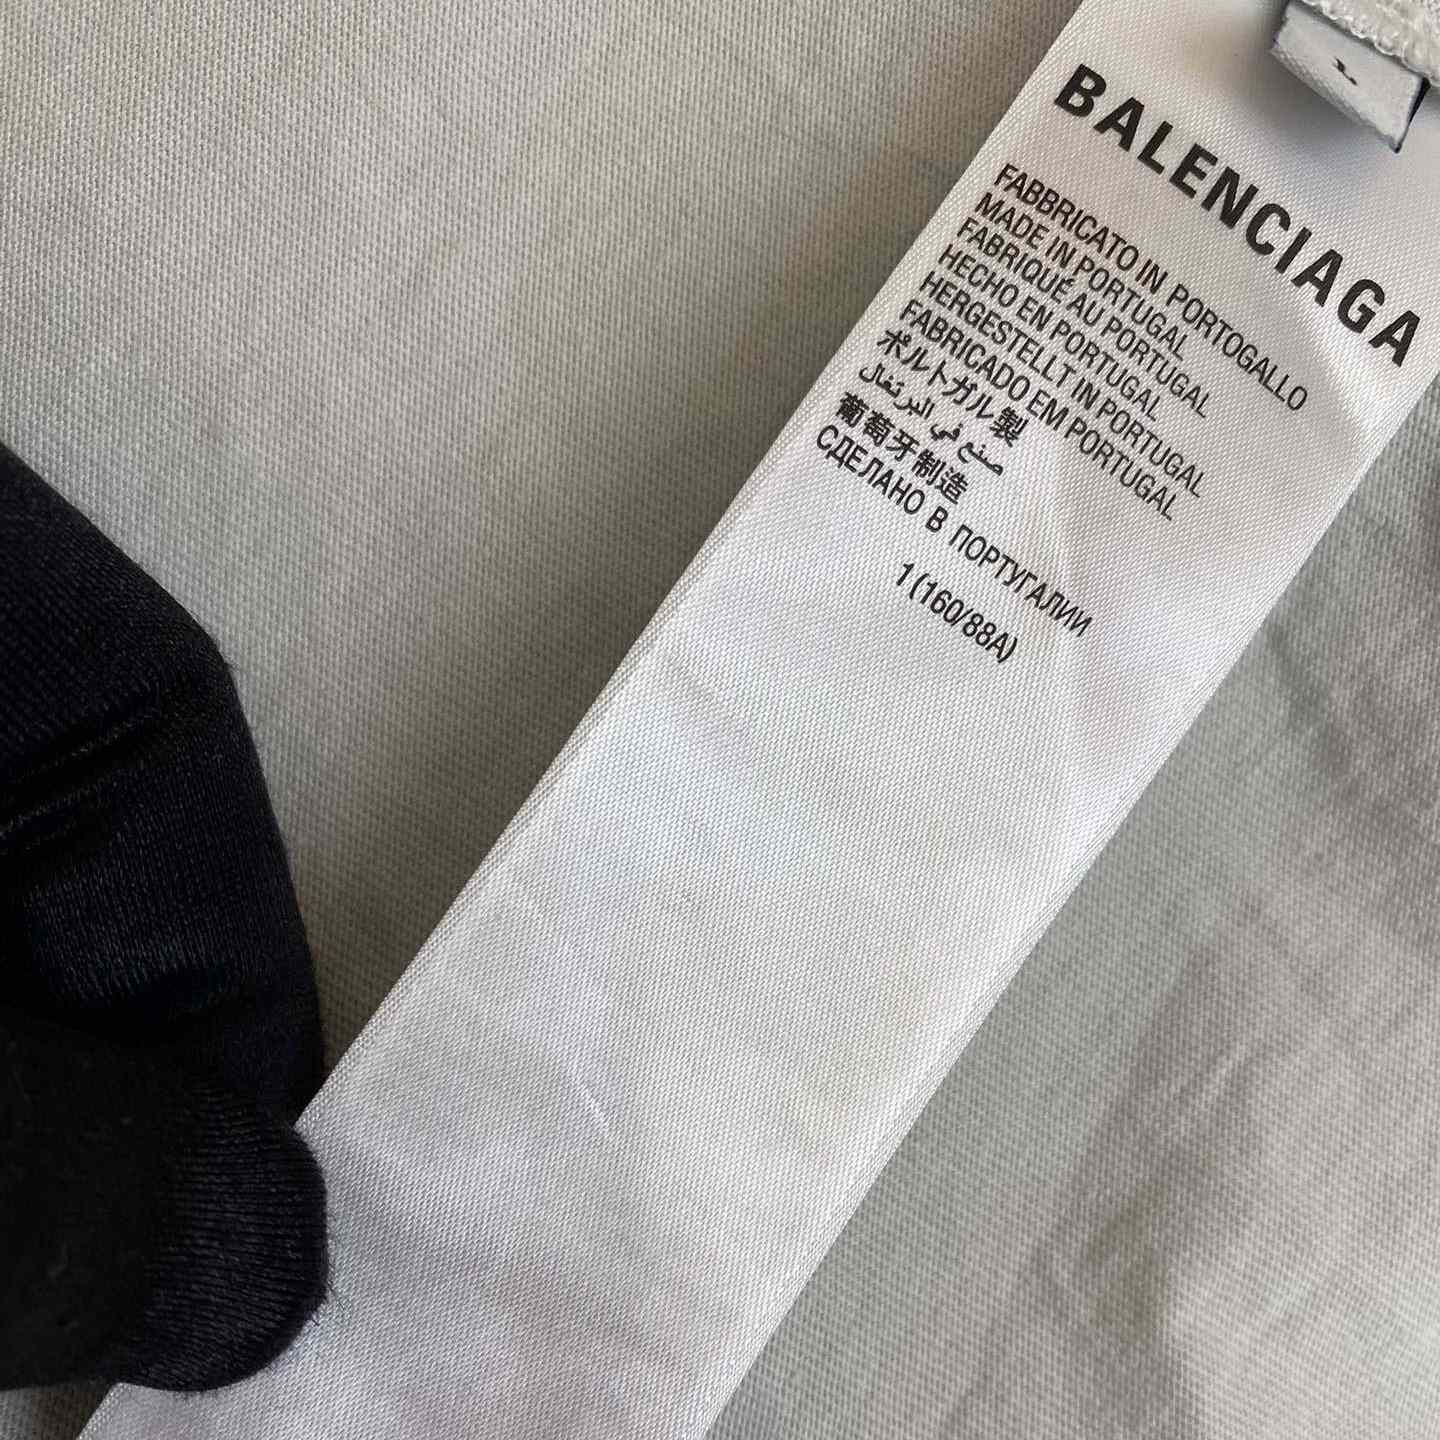 1
BALENCIAGA
FABBRICATO IN PORTOGALLO
MADE IN PORTUGAL
FABRIQUÉ AU PORTUGAL
HECHO EN PORTUGAL
HERGESTELLT IN PORTUGAL
FABRICADO EM PORTUGAL
ポルトガル製
صنع في البرتغال
葡萄牙制造
СДЕЛАНО В ПОРТУГАЛИИ
1 (160/88A)